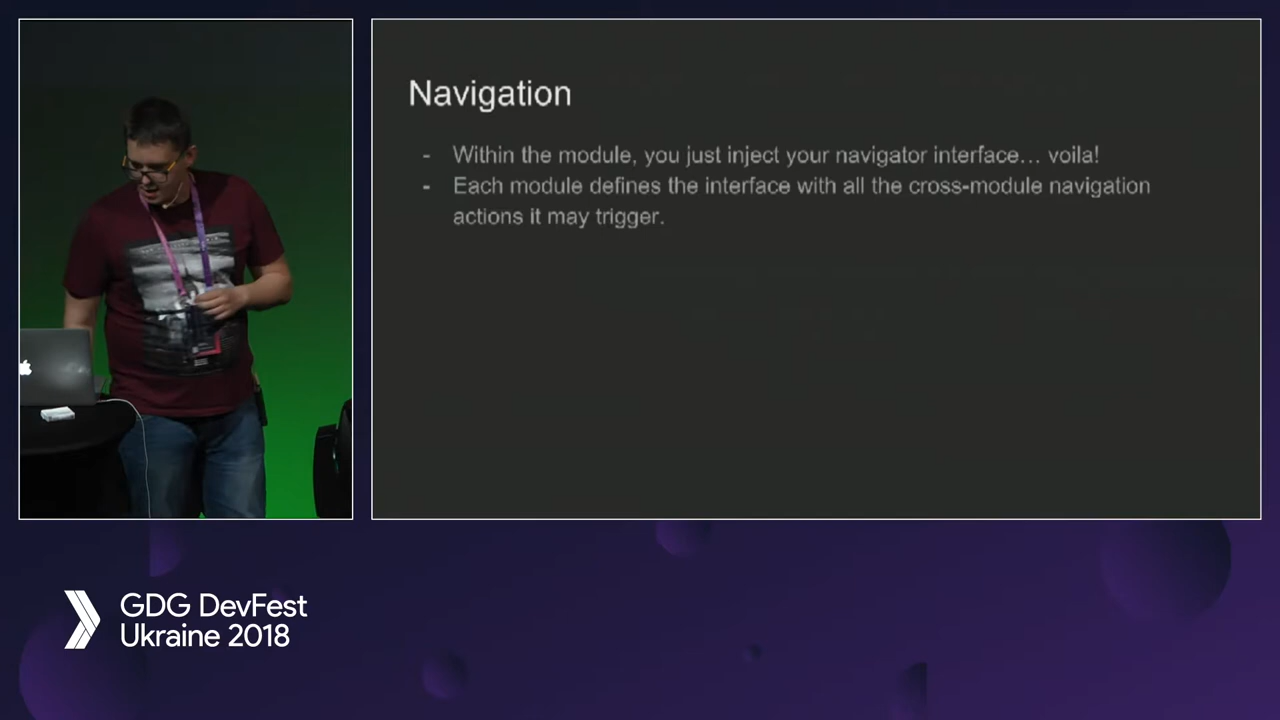 Navigation
- Within the module, you just inject your navigator interface… voila!
- Each module defines the interface with all the cross-module navigation
actions it may trigger.
GDG DevFest
Ukraine 2018